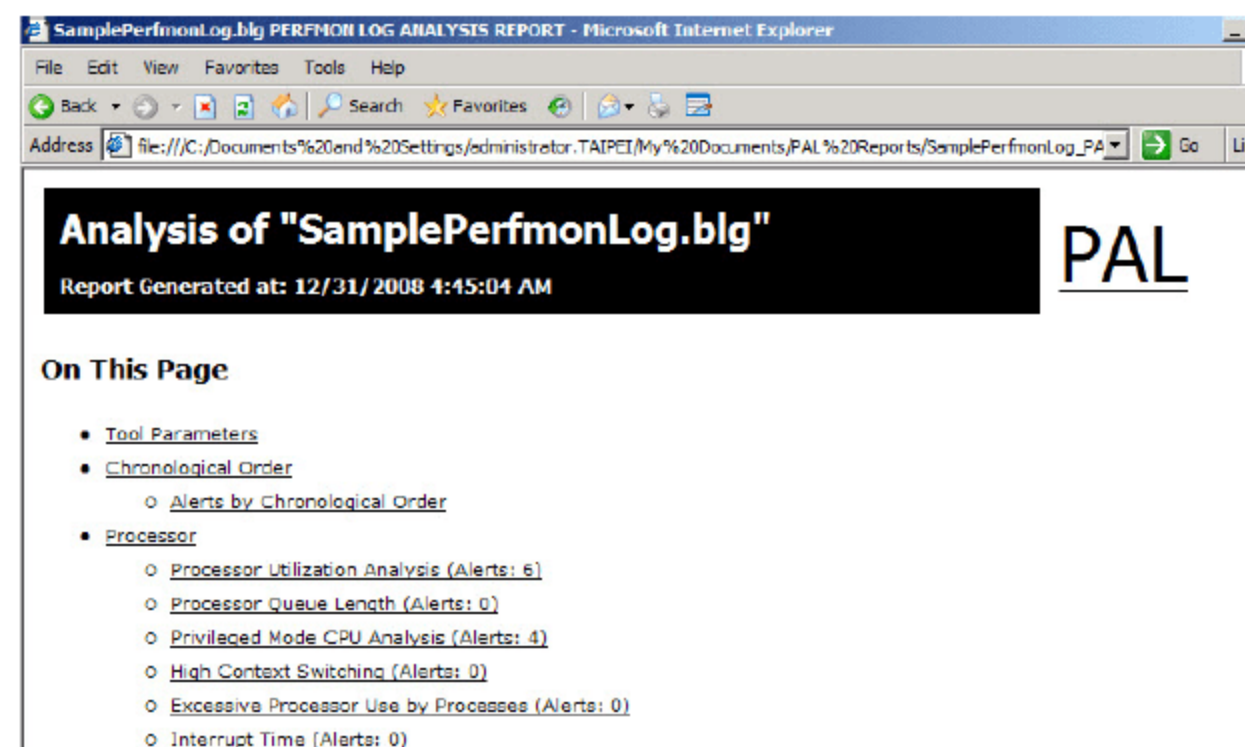 SamplePerfmonLog.blg PERFMON LOG ANALYSIS REPORT - Microsoft Internet Explorer
File Edit View Favorites Tools Help
Back Search Favorites
Address file:///C:/Documents%20and%20Settings/administrator.TAIPEI/My%20Documents/PAL%20Reports/SamplePerfmonLog_PA Go Li
Analysis of "SamplePerfmonLog.blg"
Report Generated at: 12/31/2008 4:45:04 AM
PAL
On This Page
Tool Parameters
Chronological Order
Alerts by Chronological Order
Processor
Processor Utilization Analysis (Alerts: 6)
Processor Queue Length (Alerts: 0)
Privileged Mode CPU Analysis (Alerts: 4)
High Context Switching (Alerts: 0)
Excessive Processor Use by Processes (Alerts: 0)
Interrupt Time (Alerts: 0)